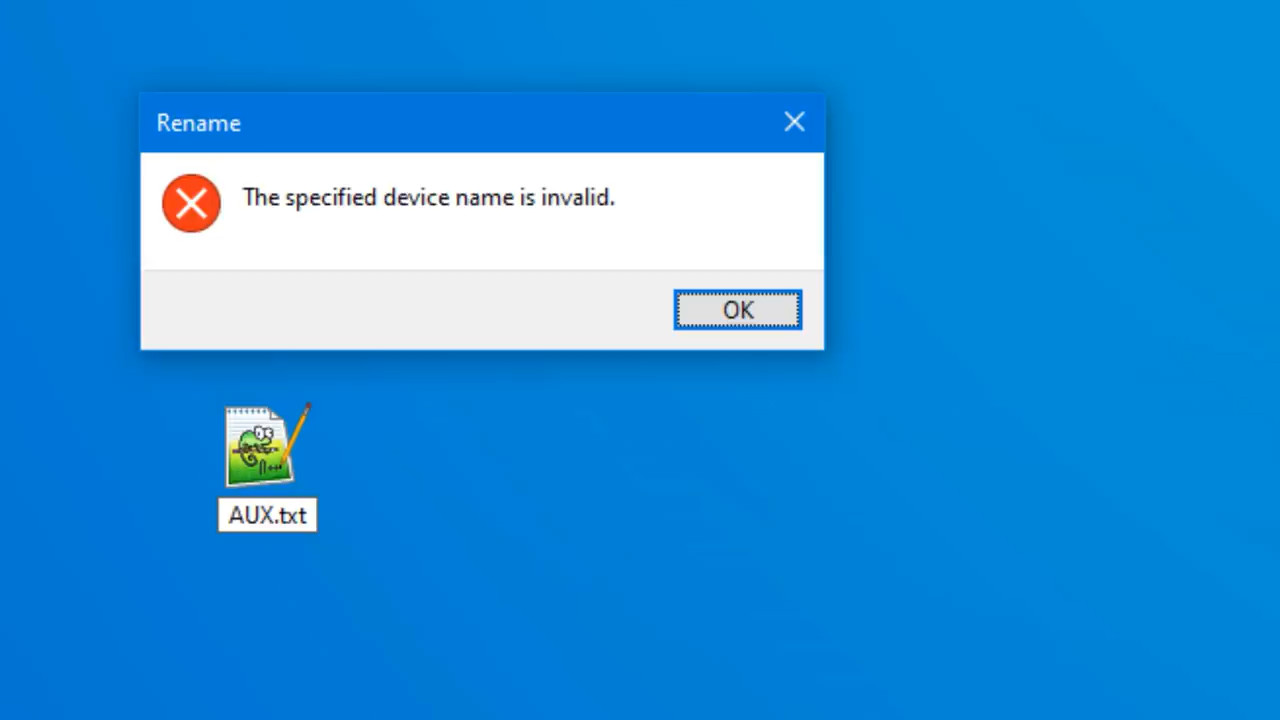 Rename
The specified device name is invalid.
OK
AUX.txt